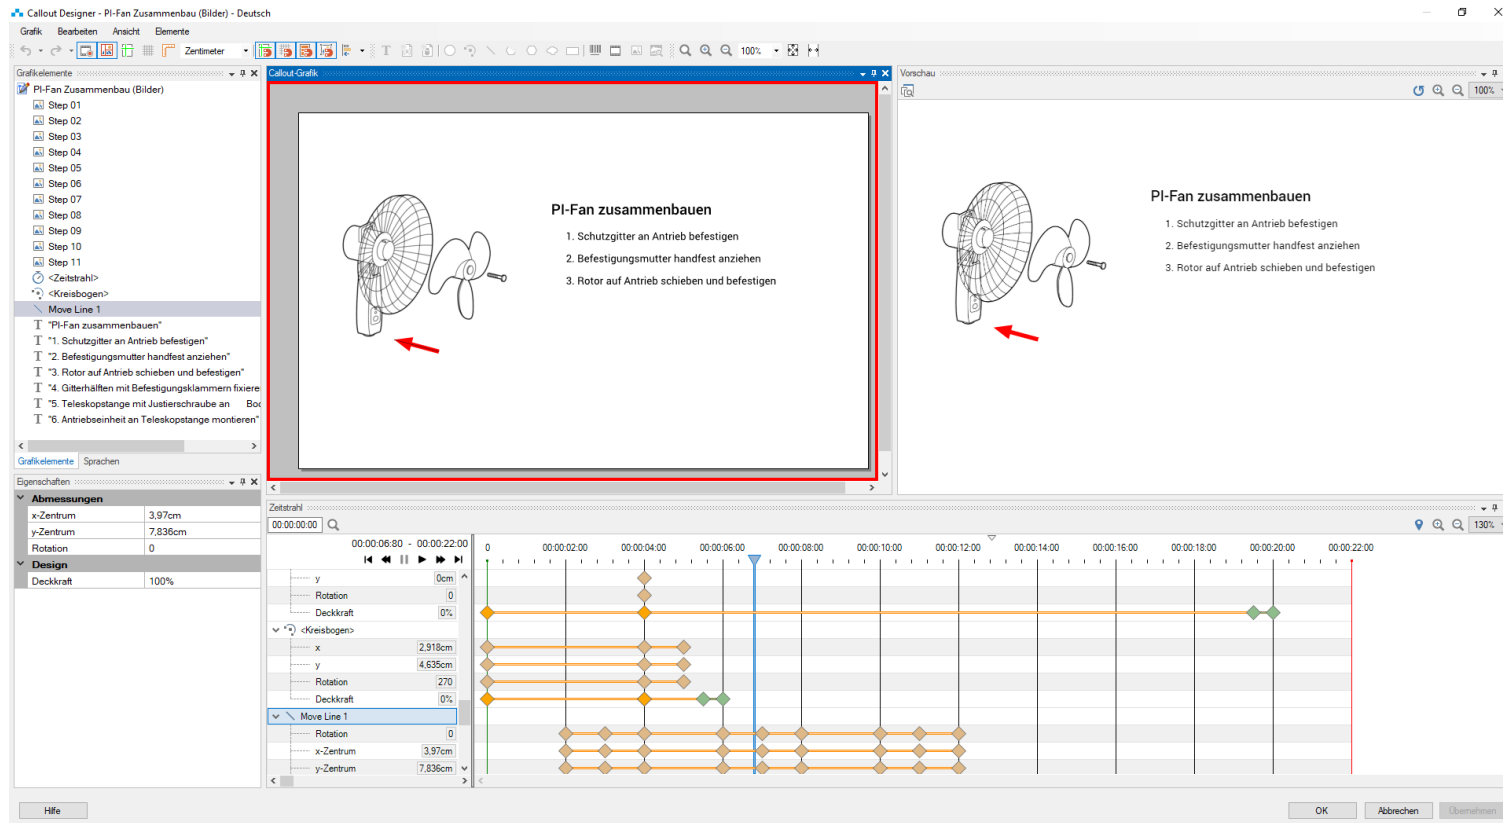 Callout Designer - PI-Fan Zusammenbau (Bilder) - Deutsch
Grafik Bearbeiten Ansicht Elemente
Zentimeter
100%
Grafikelemente
PI-Fan Zusammenbau (Bilder)
Step 01
Step 02
Step 03
Step 04
Step 05
Step 06
Step 07
Step 08
Step 09
Step 10
Step 11
<Zeitstrahl>
<Kreisbogen>
Move Line 1
"PI-Fan zusammenbauen"
"1. Schutzgitter an Antrieb befestigen"
"2. Befestigungsmutter handfest anziehen"
"3. Rotor auf Antrieb schieben und befestigen"
"4. Gitterhälften mit Befestigungsklammern fixiere
"5. Teleskopstange mit Justierschraube an Bo
"6. Antriebseinheit an Teleskopstange montieren"
Grafikelemente Sprachen
Callout-Grafik
PI-Fan zusammenbauen
1. Schutzgitter an Antrieb befestigen
2. Befestigungsmutter handfest anziehen
3. Rotor auf Antrieb schieben und befestigen
Vorschau
100%
PI-Fan zusammenbauen
1. Schutzgitter an Antrieb befestigen
2. Befestigungsmutter handfest anziehen
3. Rotor auf Antrieb schieben und befestigen
Eigenschaften
Abmessungen
x-Zentrum 3,97cm
y-Zentrum 7,836cm
Rotation 0
Design
Deckkraft 100%
Zeitstrahl
00:00:00:00
130%
00:00:06:80 - 00:00:22:00
0 00:00:02:00 00:00:04:00 00:00:06:00 00:00:08:00 00:00:10:00 00:00:12:00 00:00:14:00 00:00:16:00 00:00:18:00 00:00:20:00 00:00:22:00
y 0cm
Rotation 0
Deckkraft 0%
<Kreisbogen>
x 2,918cm
y 4,635cm
Rotation 270
Deckkraft 0%
Move Line 1
Rotation 0
x-Zentrum 3,97cm
y-Zentrum 7,836cm
Hilfe
OK Abbrechen Übernehmen